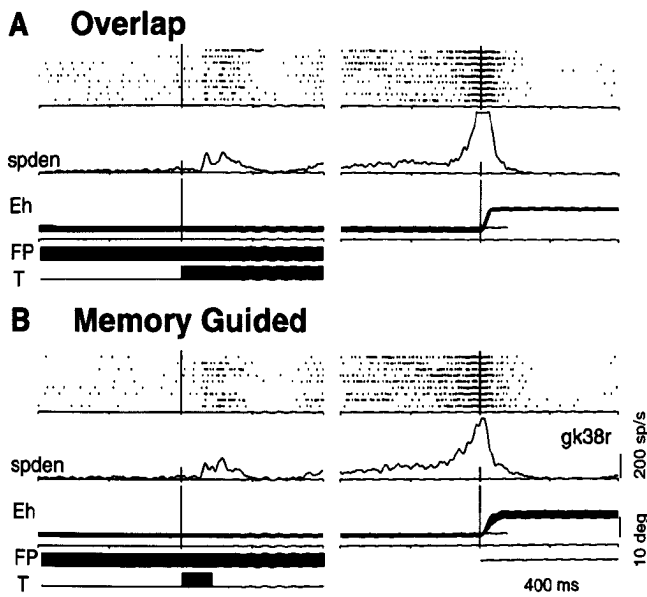 A Overlap
spden
Eh
FP
T
B Memory Guided
gk38r
spden
200 sp/s
Eh
10 deg
FP
T
400 ms